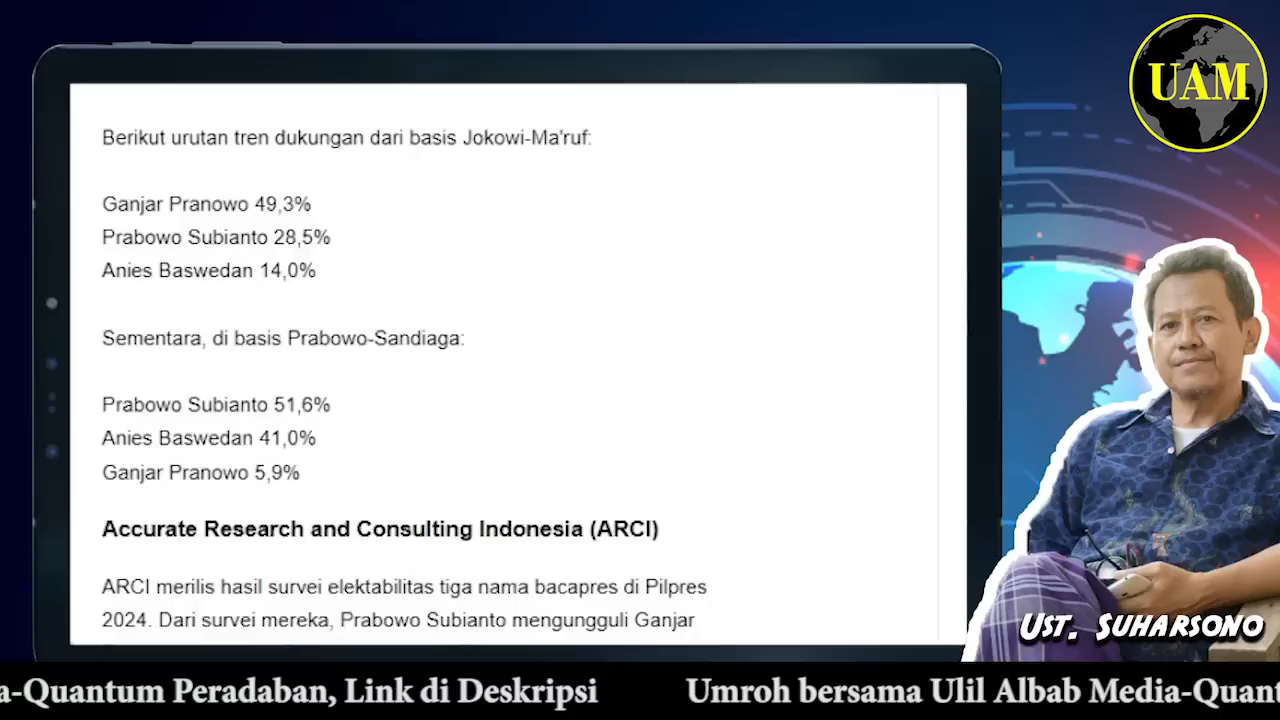 UAM
Berikut urutan tren dukungan dari basis Jokowi-Ma'ruf:
Ganjar Pranowo 49,3%
Prabowo Subianto 28,5%
Anies Baswedan 14,0%
Sementara, di basis Prabowo-Sandiaga:
Prabowo Subianto 51,6%
Anies Baswedan 41,0%
Ganjar Pranowo 5,9%
Accurate Research and Consulting Indonesia (ARCI)
ARCI merilis hasil survei elektabilitas tiga nama bacapres di Pilpres
2024. Dari survei mereka, Prabowo Subianto mengungguli Ganjar
UST. SUHARSONO
a-Quantum Peradaban, Link di Deskripsi Umroh bersama Ulil Albab Media-Quant